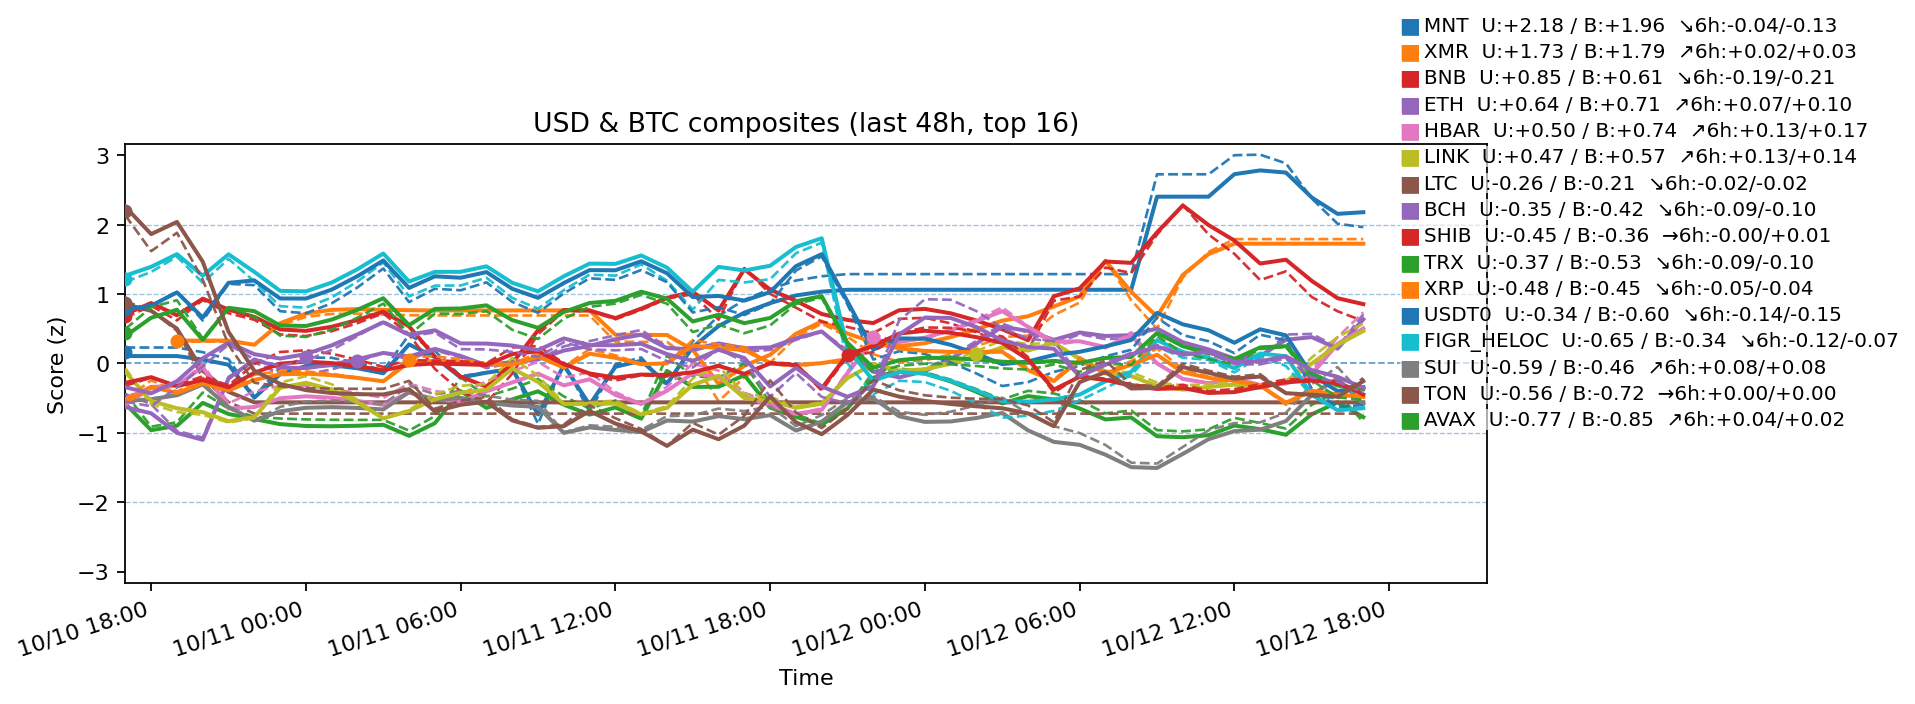 MNT  U:+2.18 / B:+1.96  ↘6h:-0.04/-0.13
XMR  U:+1.73 / B:+1.79  ↗6h:+0.02/+0.03
BNB  U:+0.85 / B:+0.61  ↘6h:-0.19/-0.21
ETH  U:+0.64 / B:+0.71  ↗6h:+0.07/+0.10
HBAR  U:+0.50 / B:+0.74  ↗6h:+0.13/+0.17
LINK  U:+0.47 / B:+0.57  ↗6h:+0.13/+0.14
LTC  U:-0.26 / B:-0.21  ↘6h:-0.02/-0.02
BCH  U:-0.35 / B:-0.42  ↘6h:-0.09/-0.10
SHIB  U:-0.45 / B:-0.36  →6h:-0.00/+0.01
TRX  U:-0.37 / B:-0.53  ↘6h:-0.09/-0.10
XRP  U:-0.48 / B:-0.45  ↘6h:-0.05/-0.04
USDT0  U:-0.34 / B:-0.60  ↘6h:-0.14/-0.15
FIGR_HELOC  U:-0.65 / B:-0.34  ↘6h:-0.12/-0.07
SUI  U:-0.59 / B:-0.46  ↗6h:+0.08/+0.08
TON  U:-0.56 / B:-0.72  →6h:+0.00/+0.00
AVAX  U:-0.77 / B:-0.85  ↗6h:+0.04/+0.02
USD & BTC composites (last 48h, top 16)
Score (z)
3
2
1
0
−1
−2
−3
10/10 18:00
10/11 00:00
10/11 06:00
10/11 12:00
10/11 18:00
10/12 00:00
10/12 06:00
10/12 12:00
10/12 18:00
Time